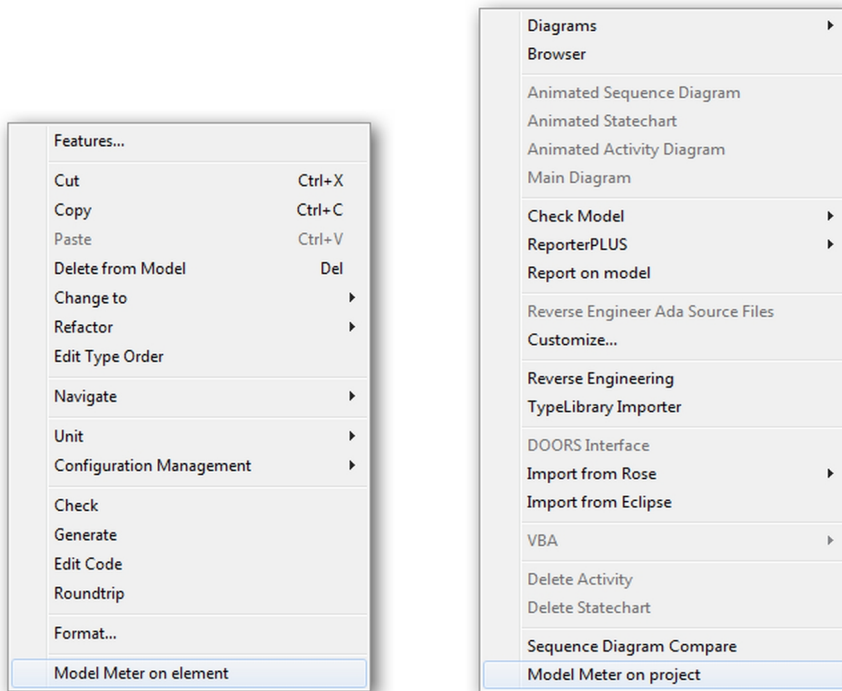 Features...
Cut Ctrl+X
Copy Ctrl+C
Paste Ctrl+V
Delete from Model Del
Change to
Refactor
Edit Type Order
Navigate
Unit
Configuration Management
Check
Generate
Edit Code
Roundtrip
Format...
Model Meter on element
Diagrams
Browser
Animated Sequence Diagram
Animated Statechart
Animated Activity Diagram
Main Diagram
Check Model
ReporterPLUS
Report on model
Reverse Engineer Ada Source Files
Customize...
Reverse Engineering
TypeLibrary Importer
DOORS Interface
Import from Rose
Import from Eclipse
VBA
Delete Activity
Delete Statechart
Sequence Diagram Compare
Model Meter on project